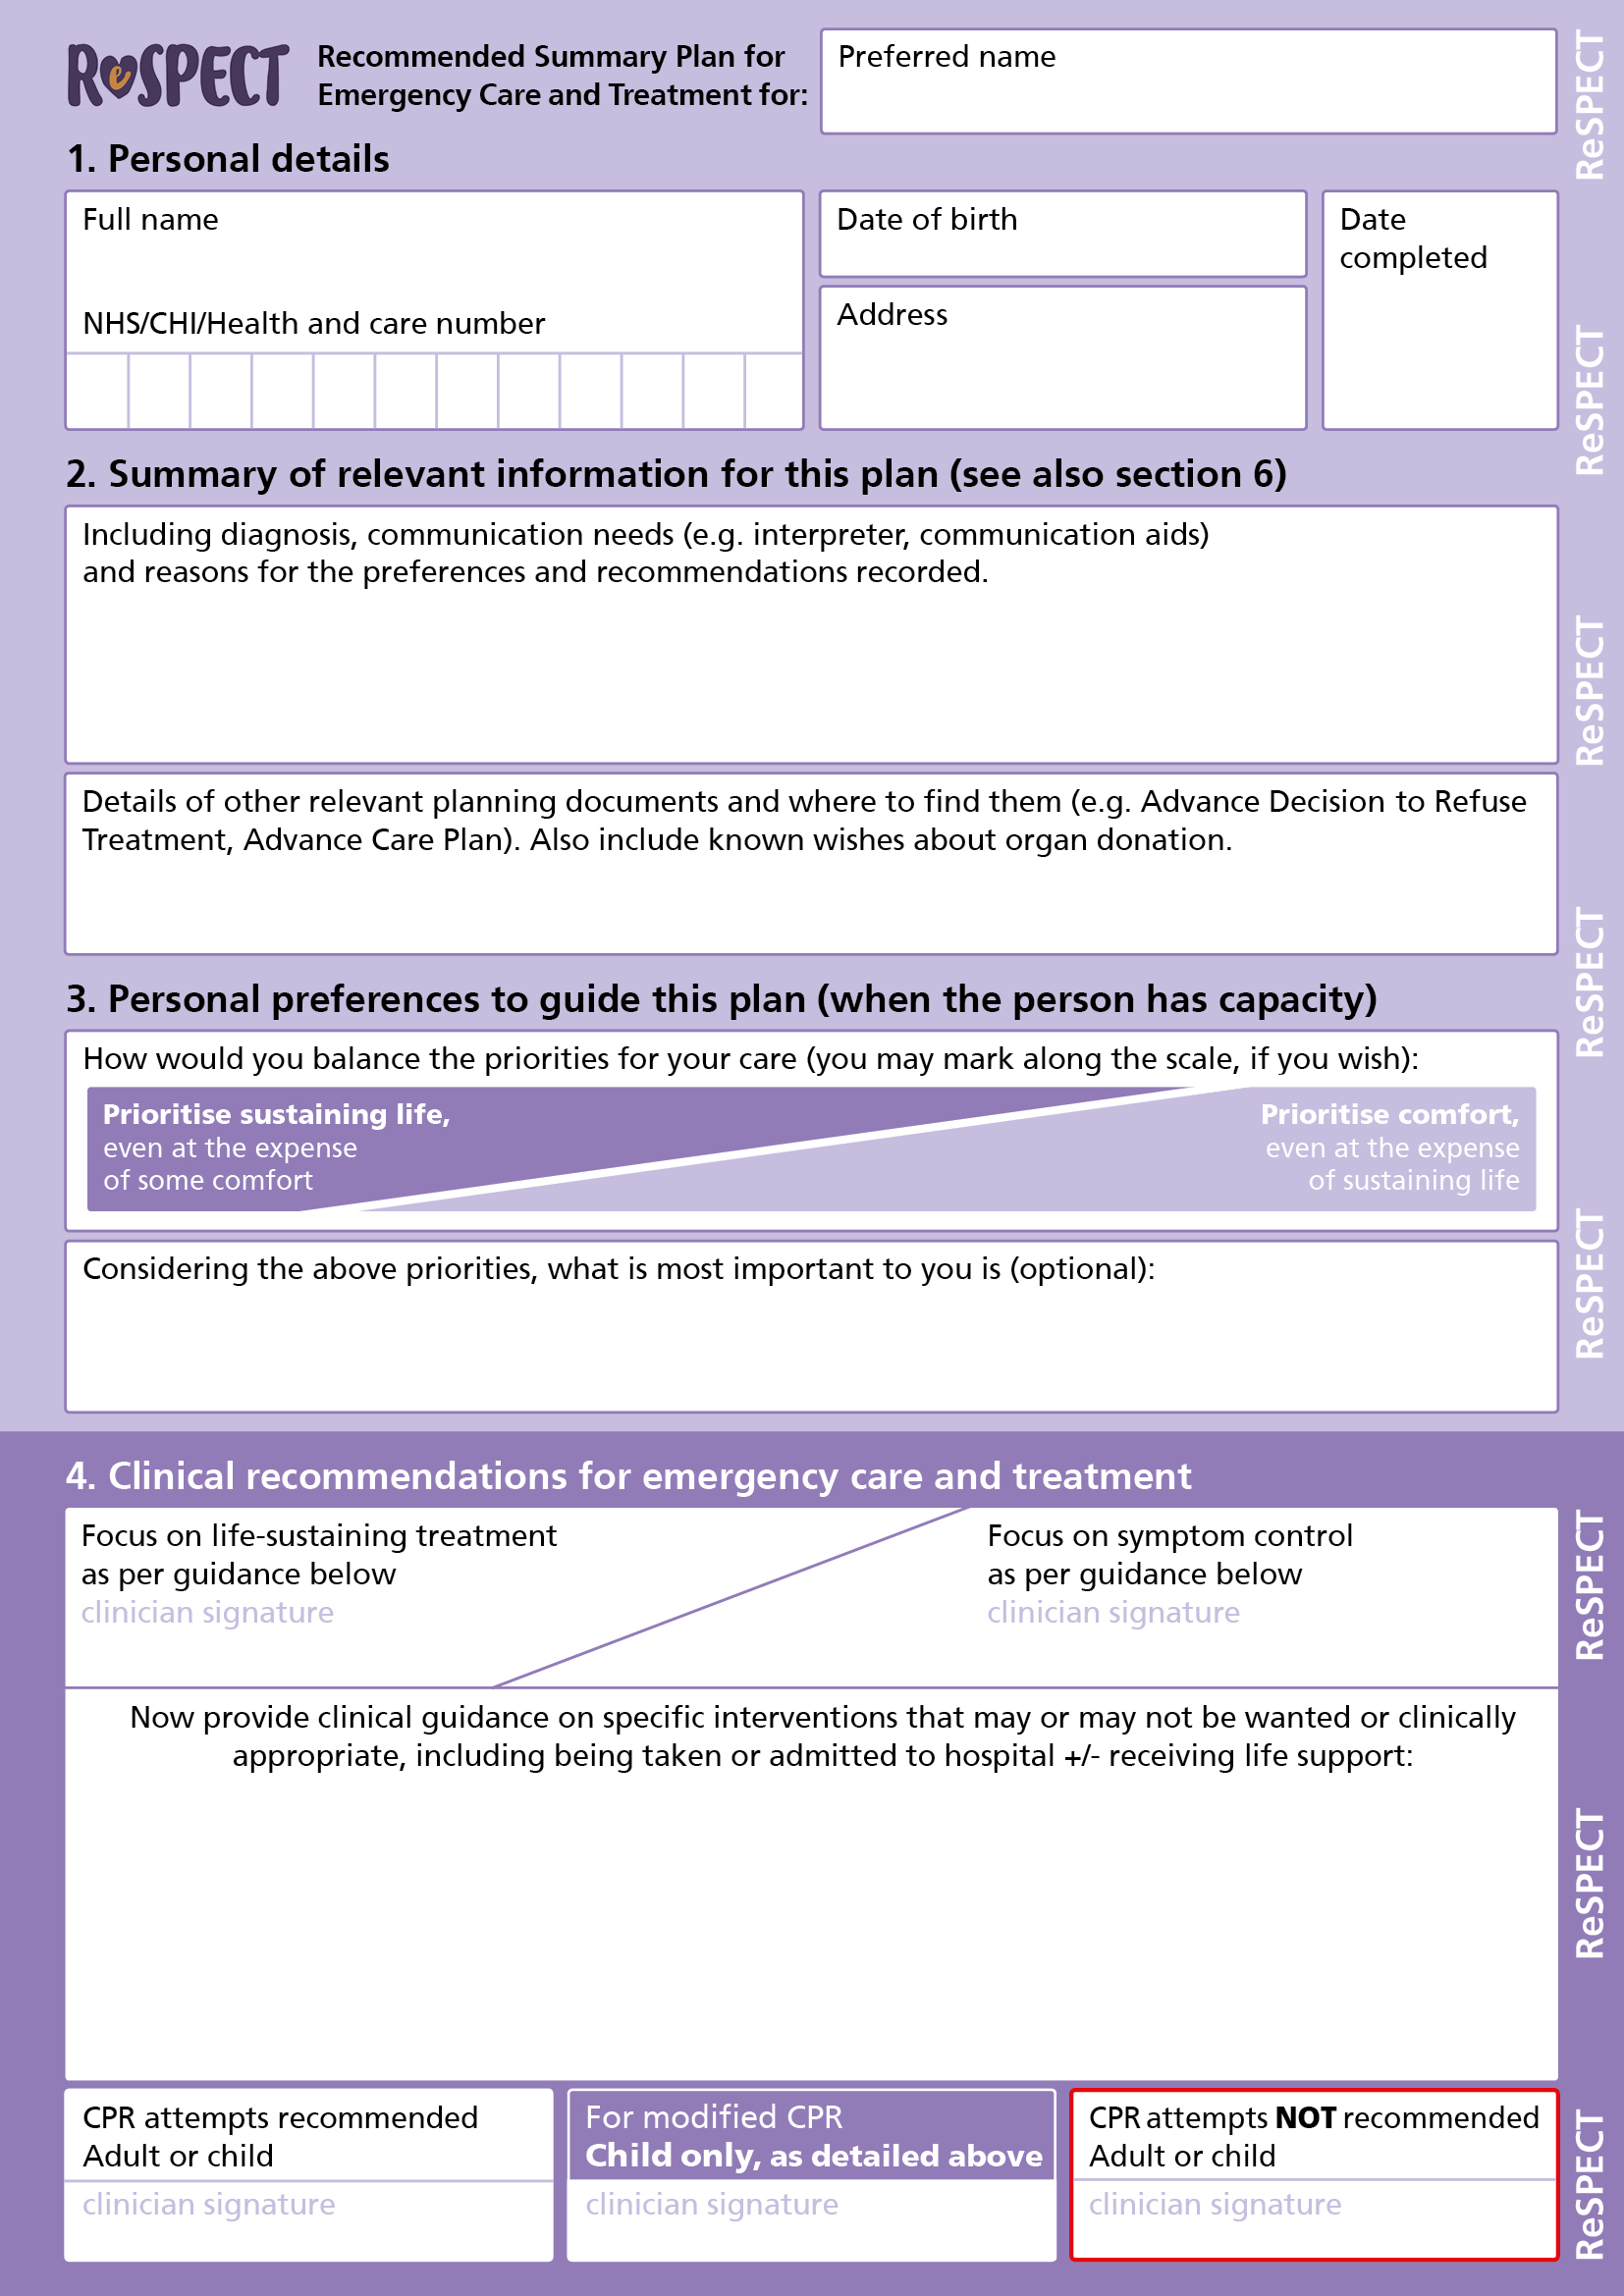 ReSPECT
Recommended Summary Plan for
Emergency Care and Treatment for:
Preferred name
1. Personal details
Full name
NHS/CHI/Health and care number
Date of birth
Address
Date
completed
2. Summary of relevant information for this plan (see also section 6)
Including diagnosis, communication needs (e.g. interpreter, communication aids)
and reasons for the preferences and recommendations recorded.
Details of other relevant planning documents and where to find them (e.g. Advance Decision to Refuse
Treatment, Advance Care Plan). Also include known wishes about organ donation.
3. Personal preferences to guide this plan (when the person has capacity)
How would you balance the priorities for your care (you may mark along the scale, if you wish):
Prioritise sustaining life,
even at the expense
of some comfort
Prioritise comfort,
even at the expense
of sustaining life
Considering the above priorities, what is most important to you is (optional):
4. Clinical recommendations for emergency care and treatment
Focus on life-sustaining treatment
as per guidance below
clinician signature
Focus on symptom control
as per guidance below
clinician signature
Now provide clinical guidance on specific interventions that may or may not be wanted or clinically
appropriate, including being taken or admitted to hospital +/- receiving life support:
CPR attempts recommended
Adult or child
clinician signature
For modified CPR
Child only, as detailed above
clinician signature
CPR attempts NOT recommended
Adult or child
clinician signature
ReSPECT
ReSPECT
ReSPECT
ReSPECT
ReSPECT
ReSPECT
ReSPECT
ReSPECT